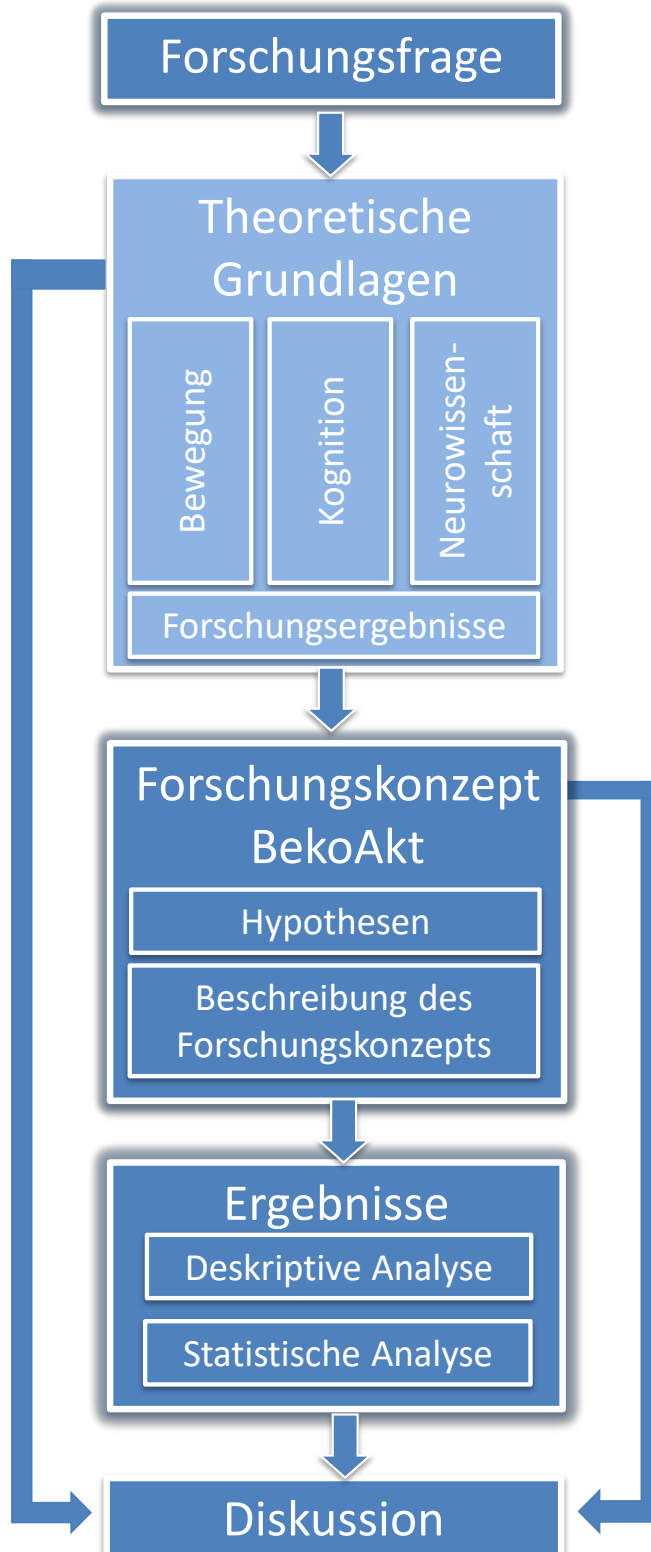 Forschungsfrage
Theoretische
Grundlagen
Bewegung
Kognition
Neurowissen-
schaft
Forschungsergebnisse
Forschungskonzept
BekoAkt
Hypothesen
Beschreibung des
Forschungskonzepts
Ergebnisse
Deskriptive Analyse
Statistische Analyse
Diskussion